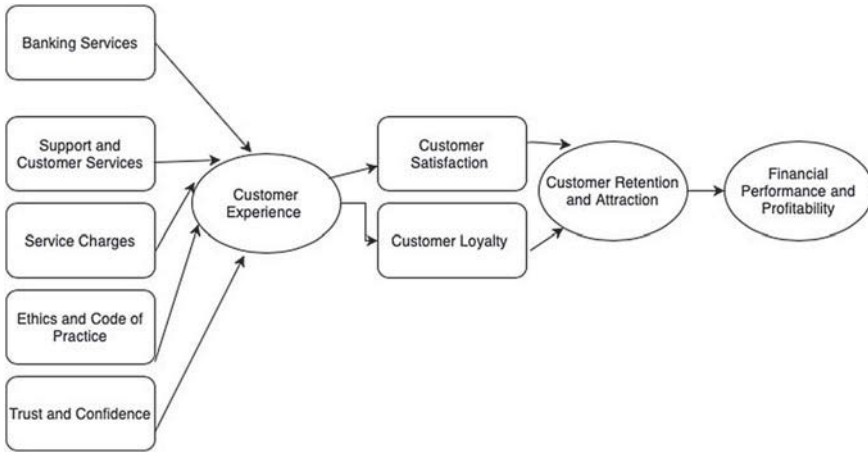 Banking Services
Support and
Customer Services
Service Charges
Ethics and Code of
Practice
Trust and Confidence
Customer
Experience
Customer
Satisfaction
Customer Loyalty
Customer Retention
and Attraction
Financial
Performance and
Profitability